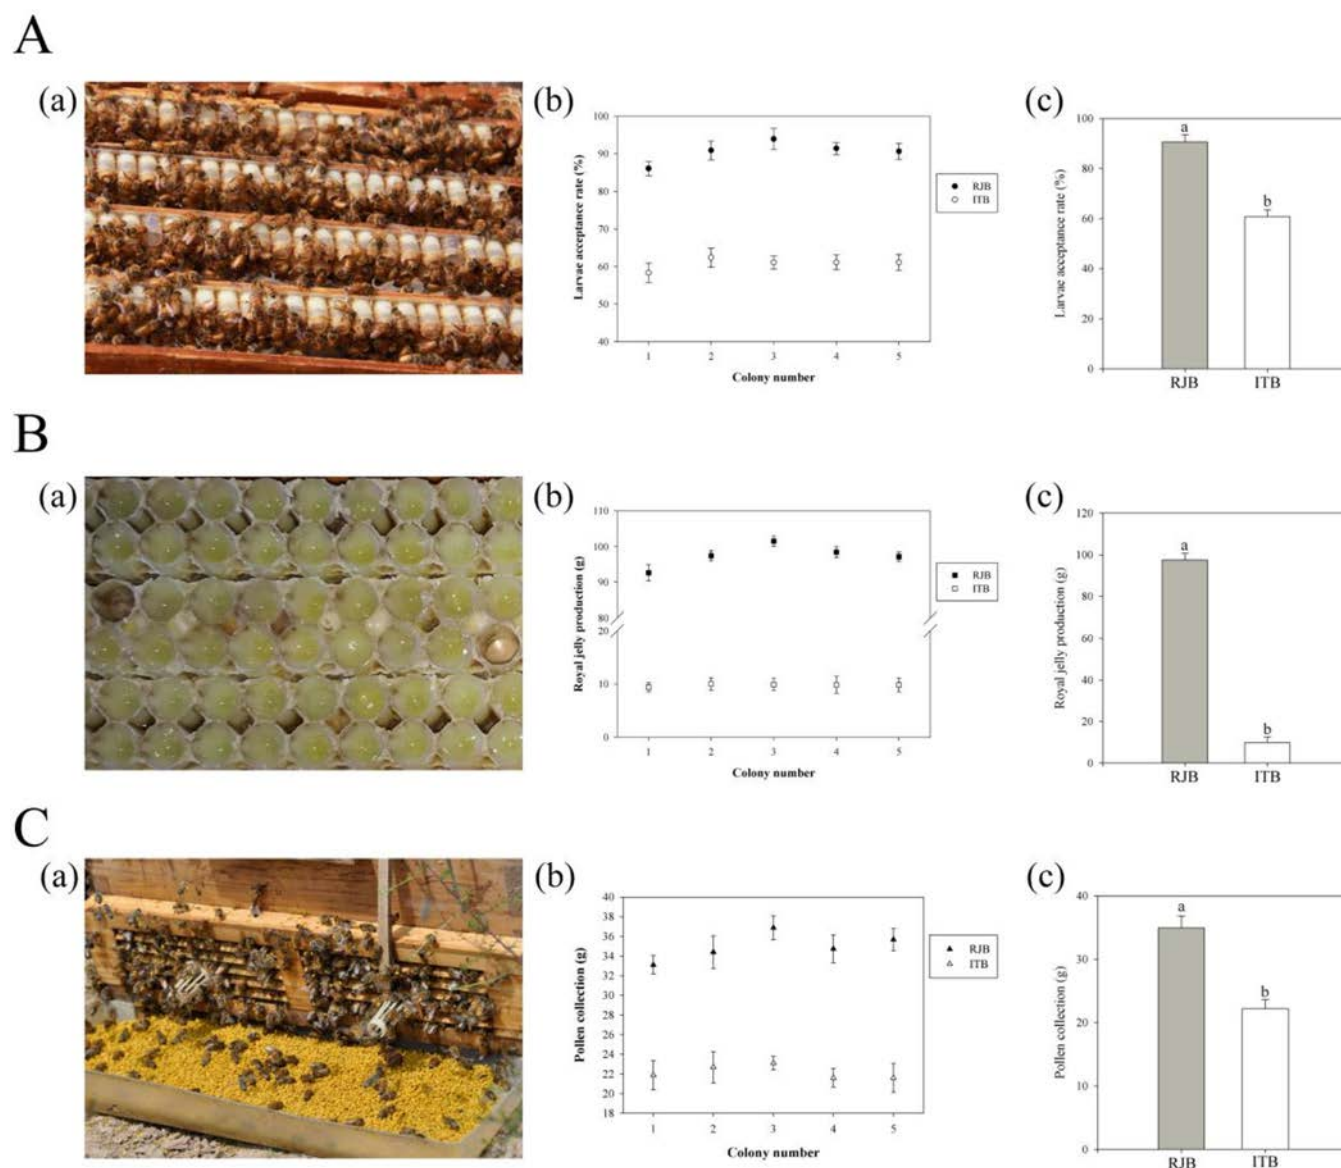 A
(a)
(b)
Larvae acceptance rate (%)
100
90
80
70
60
50
40
1 2 3 4 5
Colony number
RJB
ITB
(c)
Larvae acceptance rate (%)
100
80
60
40
20
0
a
b
RJB ITB
B
(a)
(b)
Royal jelly production (g)
110
100
90
80
20
10
0
1 2 3 4 5
Colony number
RJB
ITB
(c)
Royal jelly production (g)
120
100
80
60
40
20
0
a
b
RJB ITB
C
(a)
(b)
Pollen collection (g)
40
38
36
34
32
30
28
26
24
22
20
18
1 2 3 4 5
Colony number
RJB
ITB
(c)
Pollen collection (g)
40
30
20
10
0
a
b
RJB ITB